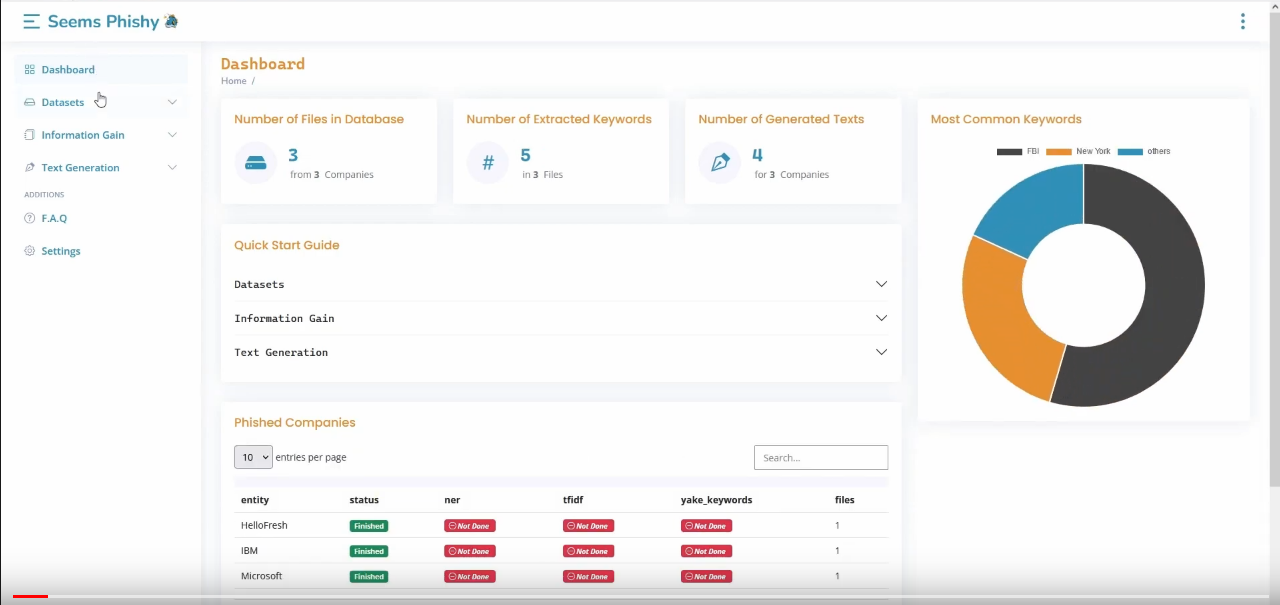 Seems Phishy
Dashboard
Datasets
Information Gain
Text Generation
ADDITIONS
F.A.Q
Settings
Dashboard
Home /
Number of Files in Database
3
from 3 Companies
Number of Extracted Keywords
#
5
in 3 Files
Number of Generated Texts
4
for 3 Companies
Most Common Keywords
FBI New York others
Quick Start Guide
Datasets
Information Gain
Text Generation
Phished Companies
10 entries per page
Search...
entity status ner tfidf yake_keywords files
HelloFresh Finished Not Done Not Done Not Done 1
IBM Finished Not Done Not Done Not Done 1
Microsoft Finished Not Done Not Done Not Done 1